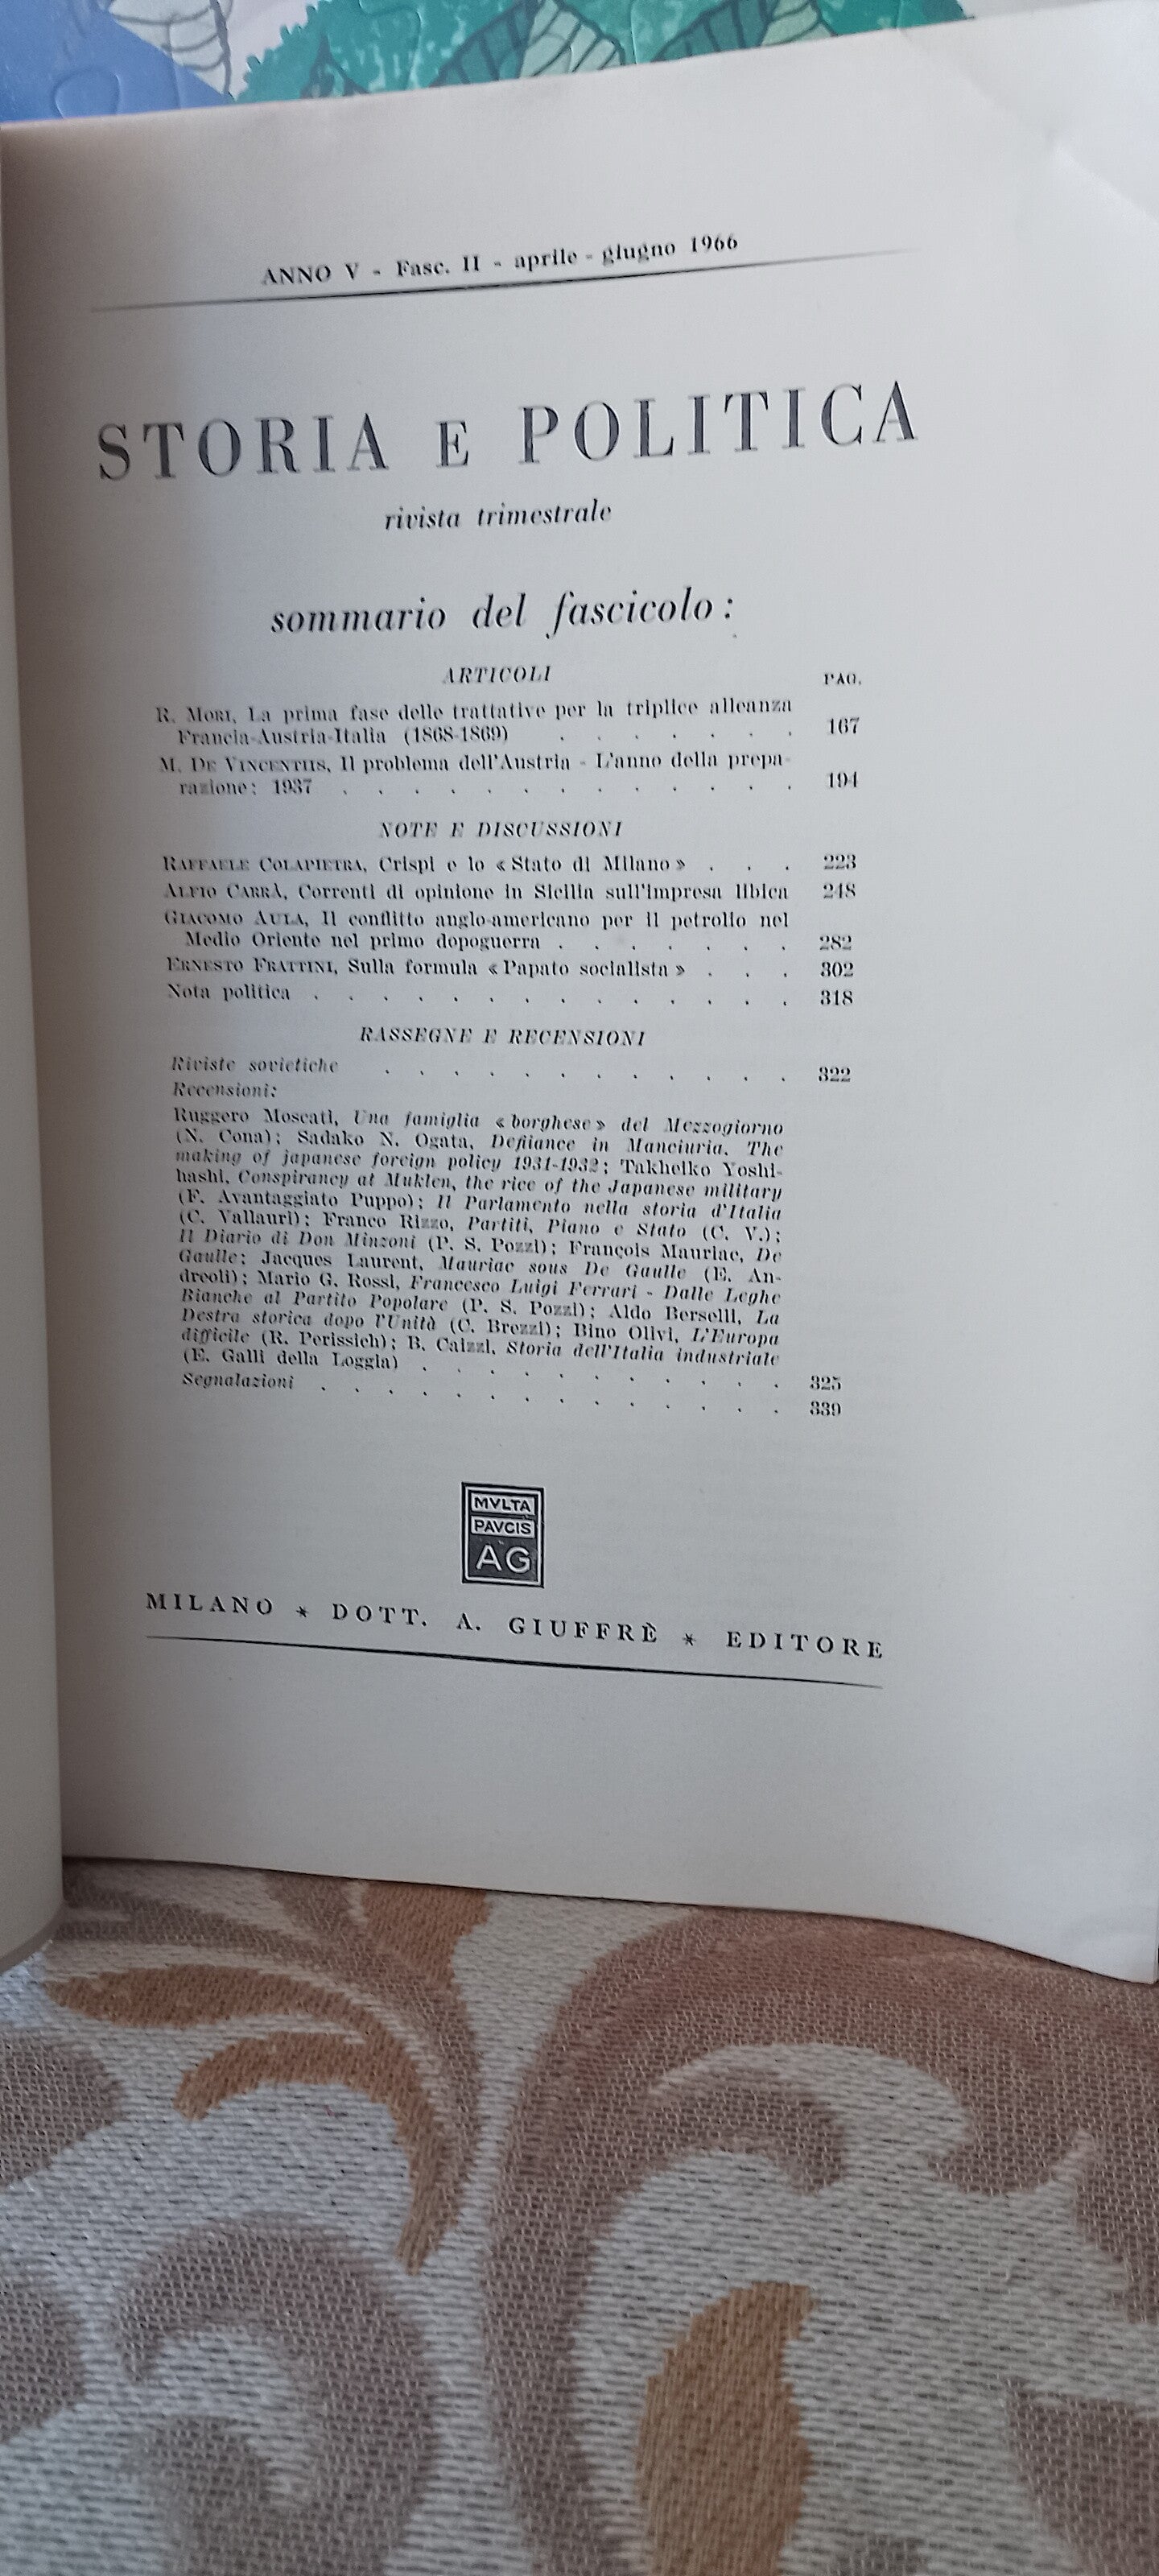 ANNO V - Fasc. II - aprile - giugno 1966
STORIA E POLITICA
rivista trimestrale
sommario del fascicolo:
ARTICOLI
PAG.
R. MORI, La prima fase delle trattative per la triplice alleanza
Francia-Austria-Italia (1868-1869) . . . . . . 167
M. DE VINCENTIIS, Il problema dell'Austria - L'anno della prepa-
razione: 1937 . . . . . . . . . . 194
NOTE E DISCUSSIONI
RAFFAELE COLAPIETRA, Crispi e lo « Stato di Milano » . . . 223
ALFIO CARRÀ, Correnti di opinione in Sicilia sull'impresa libica 248
GIACOMO AULA, Il conflitto anglo-americano per il petrolio nel
Medio Oriente nel primo dopoguerra . . . . . . 282
ERNESTO FRATTINI, Sulla formula « Papato socialista » . . . 302
Nota politica . . . . . . . . . . 318
RASSEGNE E RECENSIONI
Riviste sovietiche . . . . . . . . . 322
Recensioni:
Ruggero Moscati, Una famiglia « borghese » del Mezzogiorno
(N. Cona); Sadako N. Ogata, Defiiance in Manciuria. The
making of japanese foreign policy 1931-1932; Takheiko Yoshi-
hashi, Conspirancy at Muklen, the rice of the Japanese military
(F. Avantaggiato Puppo); Il Parlamento nella storia d'Italia
(C. Vallauri); Franco Rizzo, Partiti, Piano e Stato (C. V.);
Il Diario di Don Minzoni (P. S. Pozzi); François Mauriac, De
Gaulle; Jacques Laurent, Mauriac sous De Gaulle (E. An-
dreoli); Mario G. Rossi, Francesco Luigi Ferrari - Dalle Leghe
Bianche al Partito Popolare (P. S. Pozzi); Aldo Berselli, La
Destra storica dopo l'Unità (C. Brezzi); Bino Olivi, L'Europa
difficile (R. Perissich); B. Caizzi, Storia dell'Italia industriale
(E. Galli della Loggia) . . . . . . . . 325
Segnalazioni . . . . . . . . . . 339
MVLTA
PAVCIS
AG
MILANO * DOTT. A. GIUFFRÈ * EDITORE